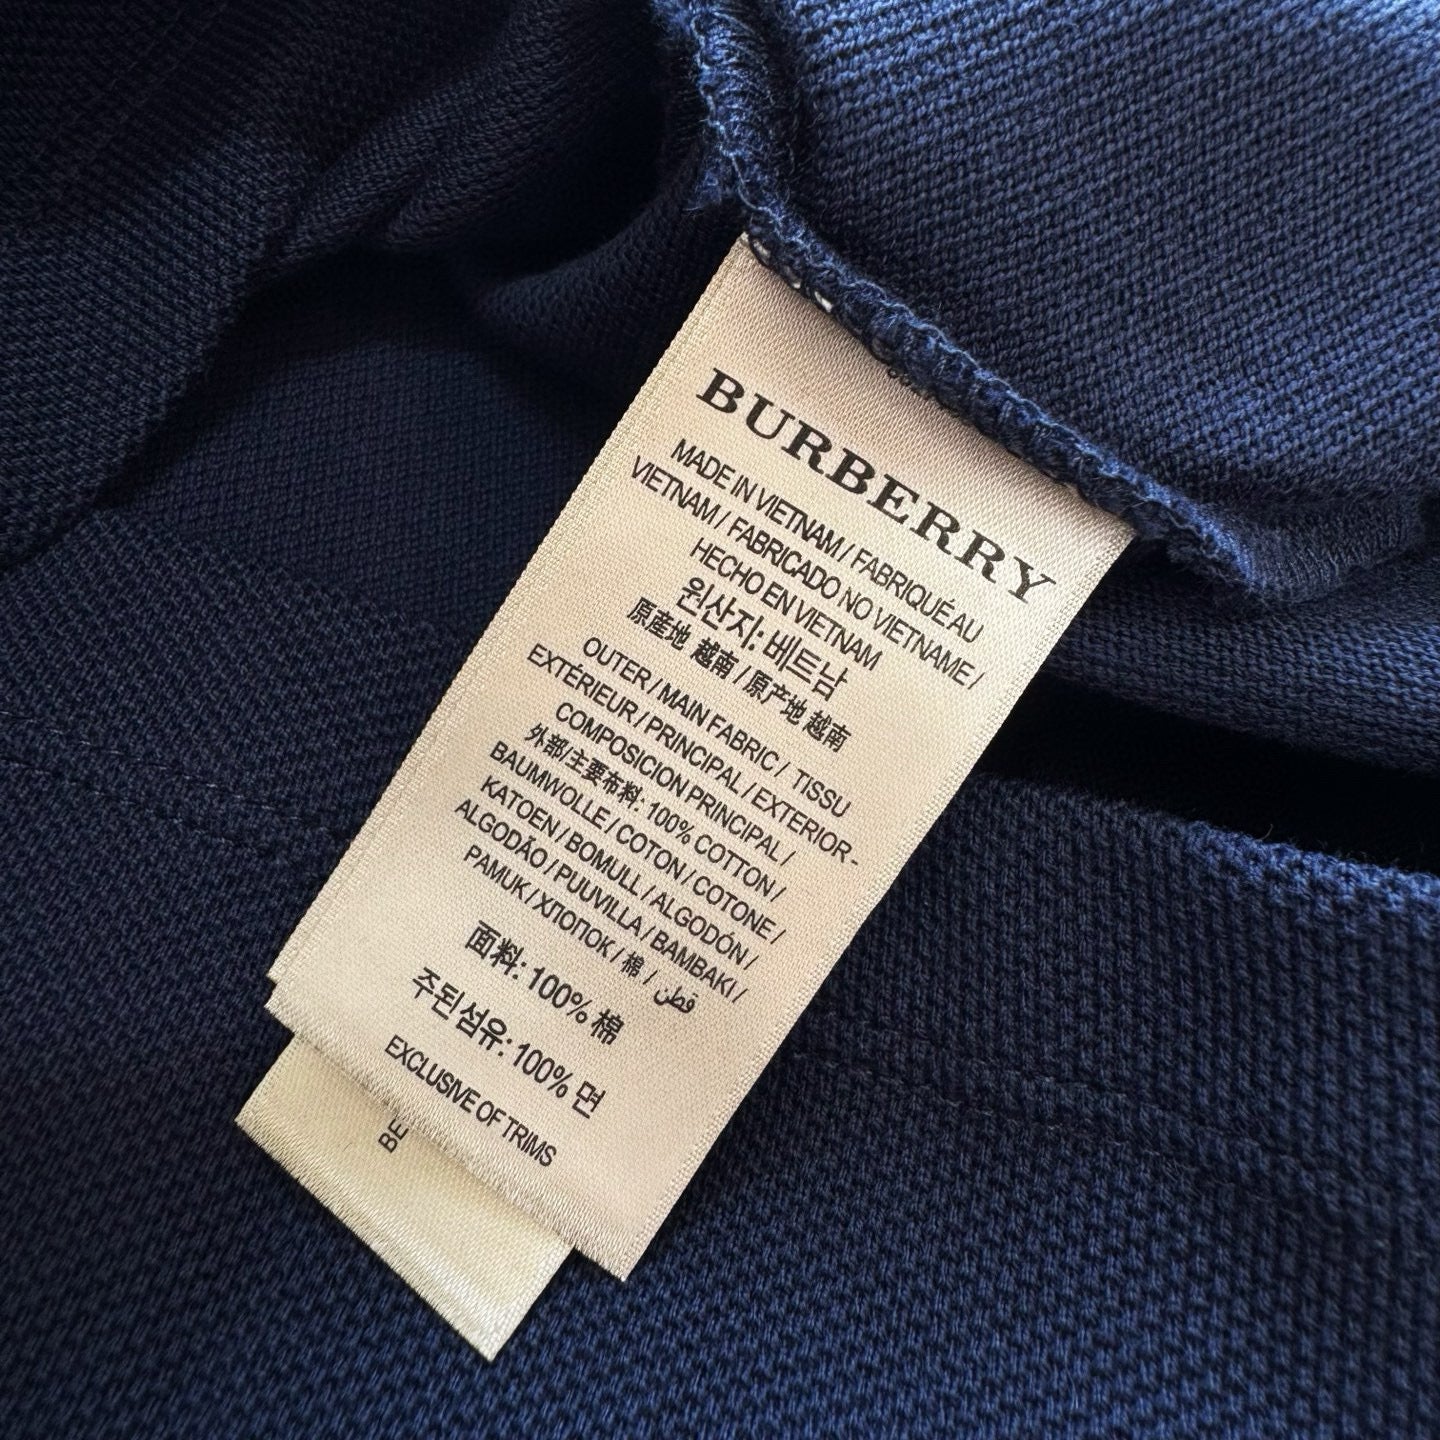 BURBERRY
MADE IN VIETNAM / FABRIQUÉ AU
VIETNAM / FABRICADO NO VIETNAME /
HECHO EN VIETNAM
원산지: 베트남
原産地 越南 / 原产地 越南
OUTER / MAIN FABRIC / TISSU
EXTÉRIEUR / PRINCIPAL / EXTERIOR-
COMPOSICION PRINCIPAL /
外部/主要布料: 100% COTTON /
BAUMWOLLE / COTON / COTONE /
KATOEN / BOMULL / ALGODÓN /
ALGODÃO / PUUVILLA / BAMBAKI /
PAMUK / ХЛОПОК / 棉 / قطن
面料: 100% 棉
주된섬유: 100% 면
EXCLUSIVE OF TRIMS
BE